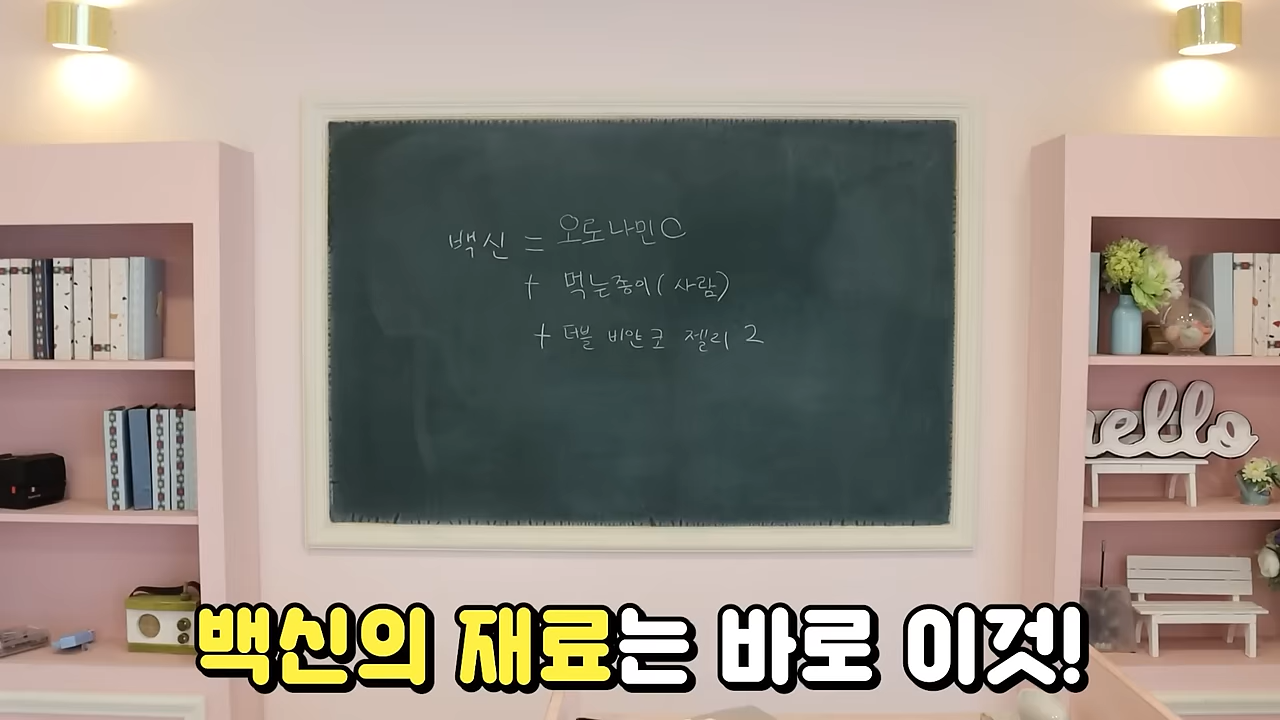 백신 = 오로나민C
+ 먹는종이(사람)
+ 더블 비얀코 젤리 2
hello
백신의 재료는 바로 이것!